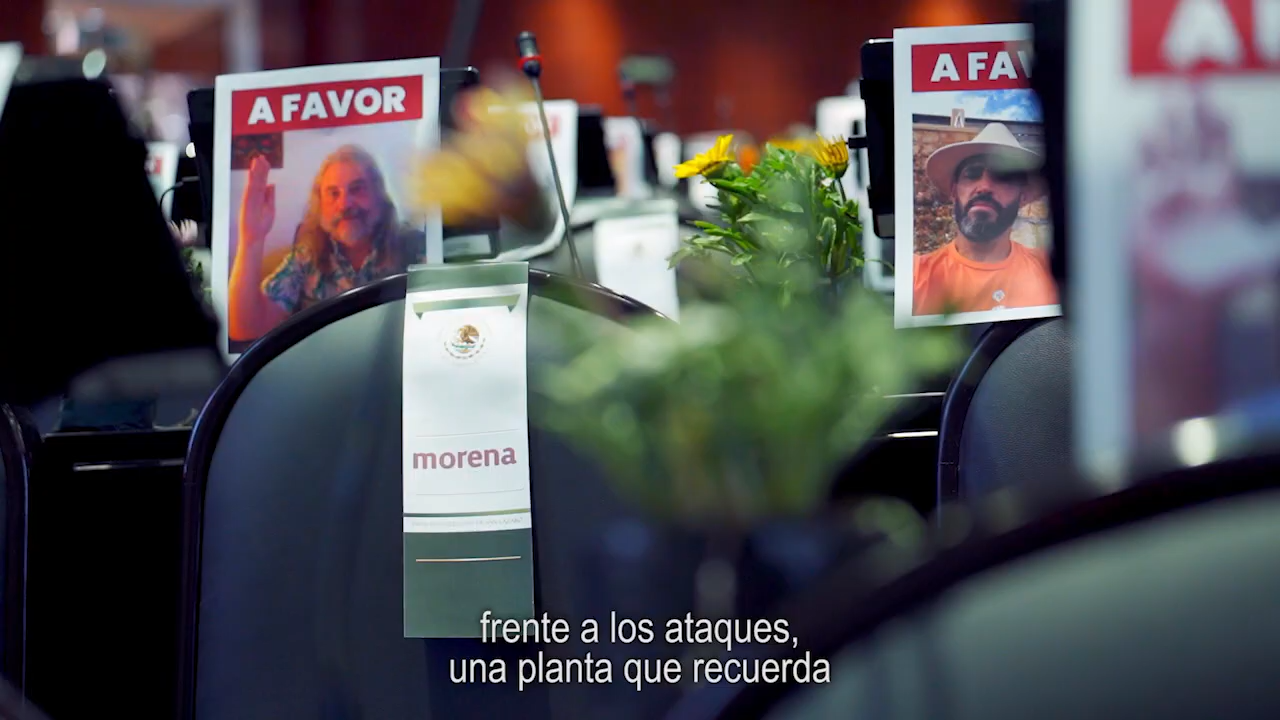 A FAVOR
A FAV
A F
morena
frente a los ataques,
una planta que recuerda